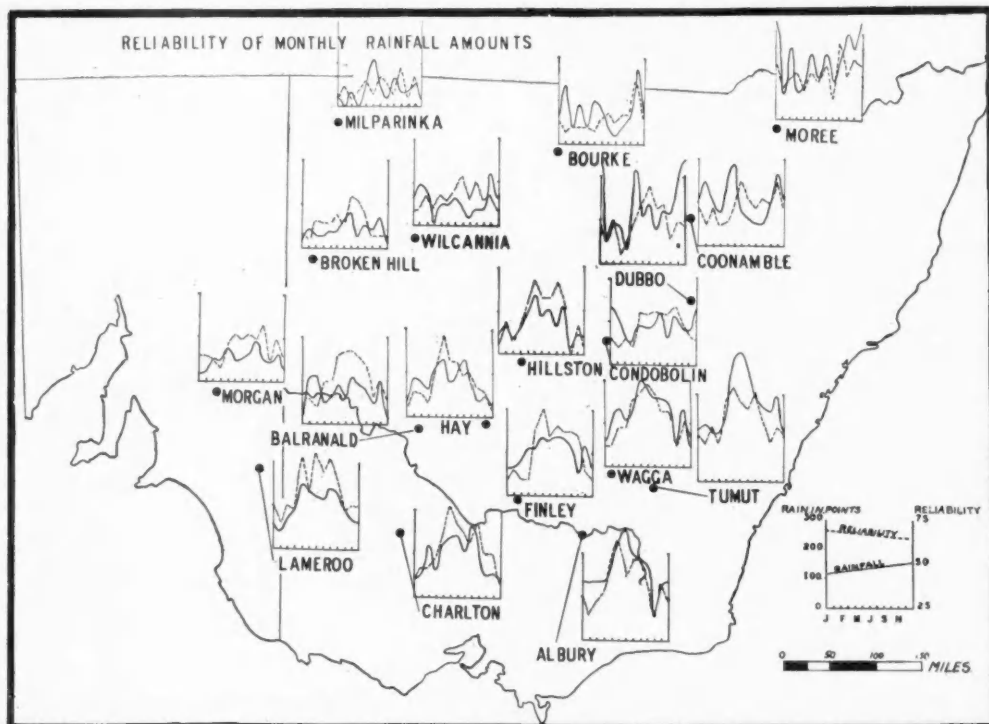 RELIABILITY OF MONTHLY RAINFALL AMOUNTS
MILPARINKA
BOURKE
MOREE
BROKEN HILL
WILCANNIA
DUBBO
COONAMBLE
MORGAN
BALRANALD
HAY
HILLSTON
CONDOBOLIN
LAMEROO
CHARLTON
FINLEY
WAGGA
TUMUT
ALBURY
RAIN IN POINTS
RELIABILITY
300
200
100
0
75
50
25
RELIABILITY
RAINFALL
J F M J S N
0 50 100 150
MILES